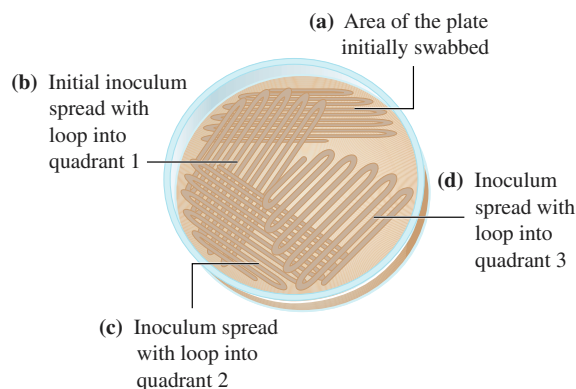 (a) Area of the plate
initially swabbed
(b) Initial inoculum
spread with
loop into
quadrant 1
(d) Inoculum
spread with
loop into
quadrant 3
(c) Inoculum spread
with loop into
quadrant 2